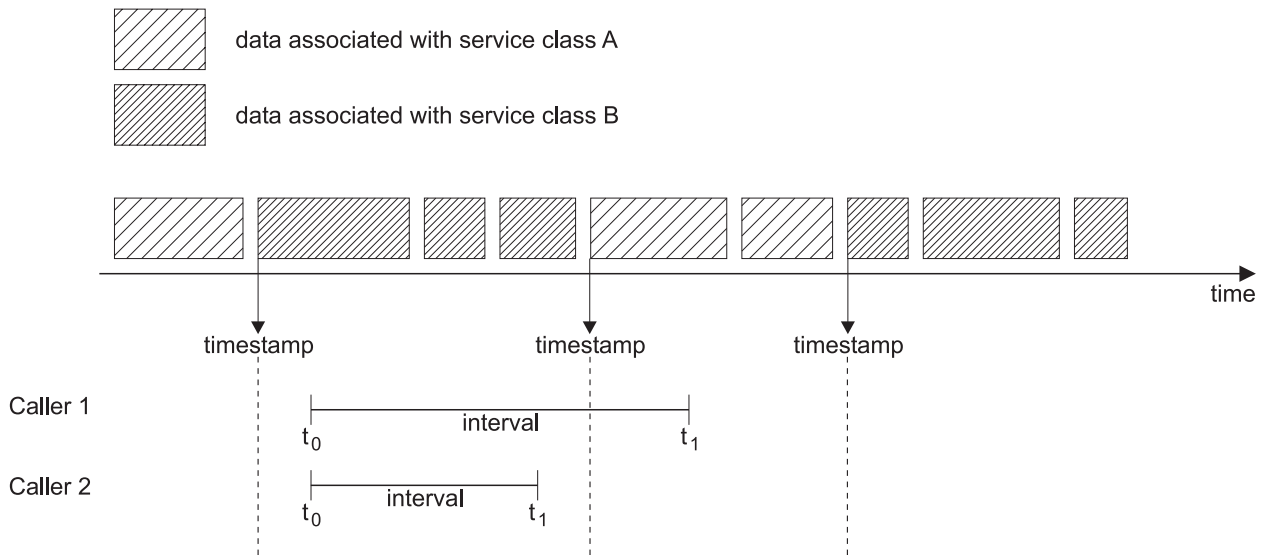 data associated with service class A
data associated with service class B
time
timestamp timestamp timestamp
Caller 1
interval
t0 t1
Caller 2
interval
t0 t1